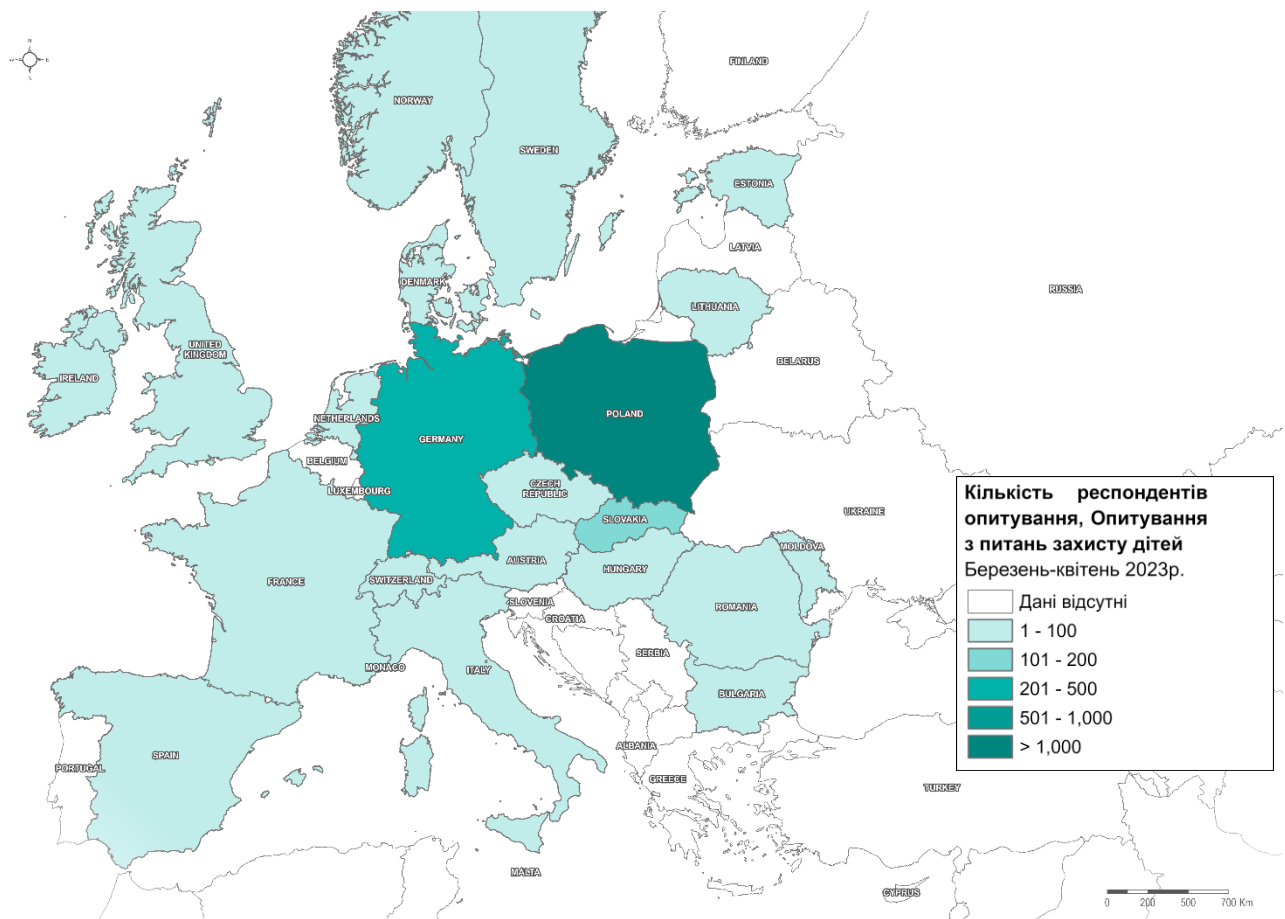 N
W E
S
FINLAND
NORWAY
SWEDEN
ESTONIA
LATVIA
RUSSIA
DENMARK
LITHUANIA
UNITED
KINGDOM
BELARUS
IRELAND
POLAND
NETHERLANDS
GERMANY
BELGIUM
LUXEMBOURG
CZECH
REPUBLIC
UKRAINE
SLOVAKIA
MOLDOVA
AUSTRIA
HUNGARY
SWITZERLAND
FRANCE
SLOVENIA
ROMANIA
CROATIA
SERBIA
MONACO
ITALY
BULGARIA
SPAIN
PORTUGAL
ALBANIA
GREECE
TURKEY
MALTA
CYPRUS
Кількість респондентів
опитування, Опитування
з питань захисту дітей
Березень-квітень 2023р.
Дані відсутні
1 - 100
101 - 200
201 - 500
501 - 1,000
> 1,000
0 200 500 700 Km